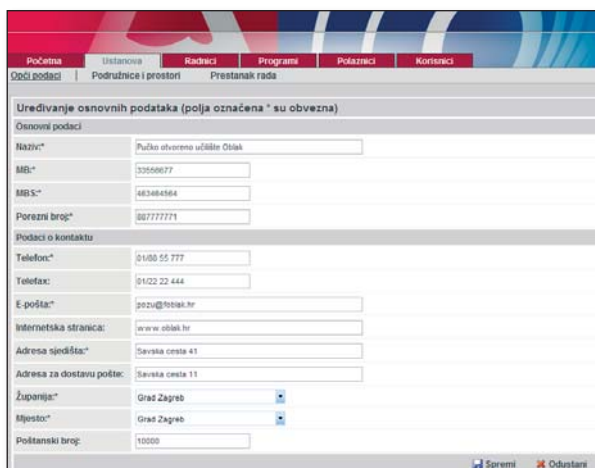 Početna Ustanova Radnici Programi Polaznici Korisnici
Opći podaci | Podružnice i prostori Prestanak rada
Uređivanje osnovnih podataka (polja označena * su obvezna)
Osnovni podaci
Naziv:* Pučko otvoreno učilište Oblak
MB:* 33556677
MBS:* 463464564
Porezni broj:* 887777771
Podaci o kontaktu
Telefon:* 01/88 55 777
Telefax: 01/22 22 444
E-pošta:* pozu@foblak.hr
Internetska stranica: www.oblak.hr
Adresa sjedišta:* Savska cesta 41
Adresa za dostavu pošte: Savska cesta 11
Županija:* Grad Zagreb
Mjesto:* Grad Zagreb
Poštanski broj: 10000
Spremi Odustani